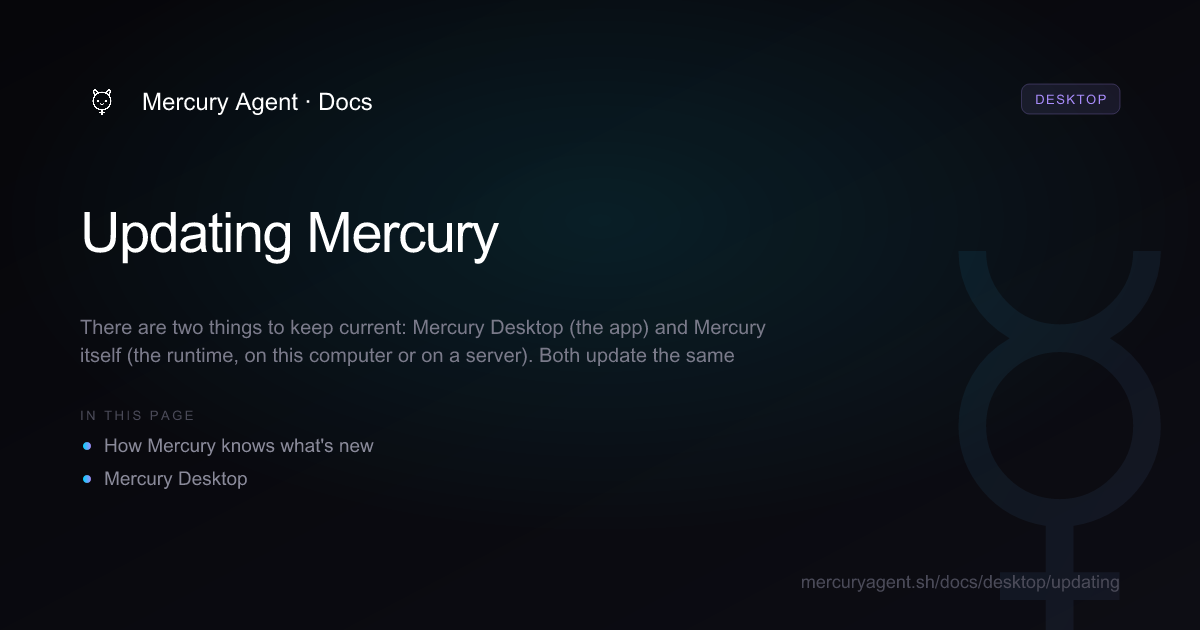 Mercury Agent · Docs
DESKTOP
Updating Mercury
There are two things to keep current: Mercury Desktop (the app) and Mercury
itself (the runtime, on this computer or on a server). Both update the same
IN THIS PAGE
How Mercury knows what's new
Mercury Desktop
mercuryagent.sh/docs/desktop/updating